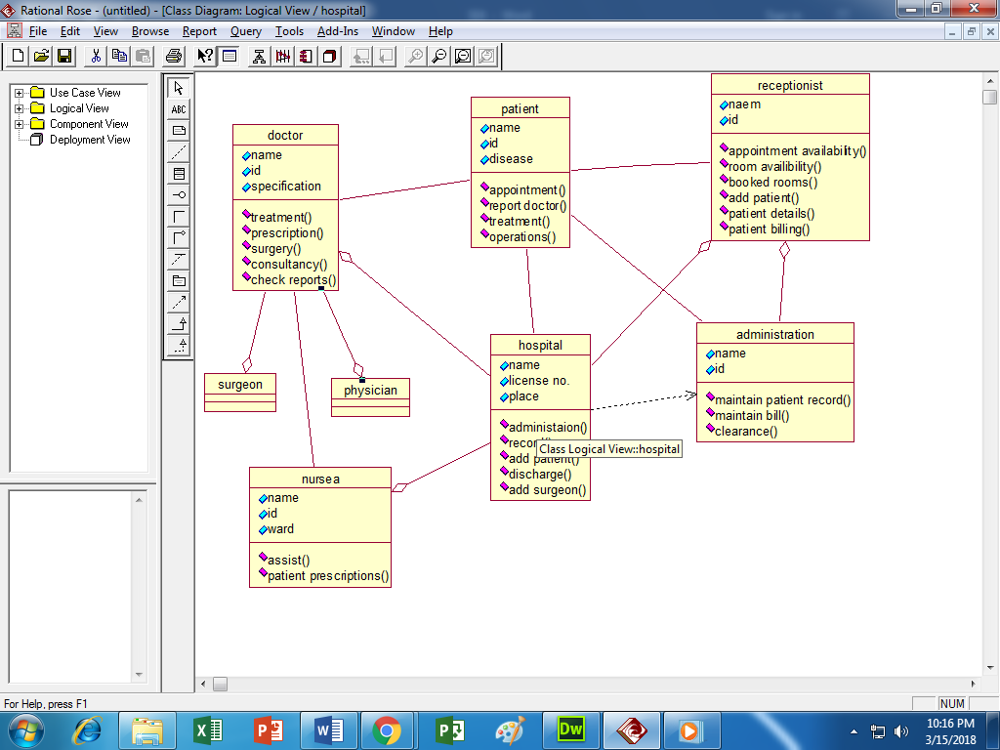 Rational Rose - (untitled) - [Class Diagram: Logical View / hospital]
File Edit View Browse Report Query Tools Add-Ins Window Help
ABC
Use Case View
Logical View
Component View
Deployment View
doctor
name
id
specification
treatment()
prescription()
surgery()
consultancy()
check reports()
patient
name
id
disease
appointment()
report doctor()
treatment()
operations()
receptionist
naem
id
appointment availability()
room availibility()
booked rooms()
add patient()
patient details()
patient billing()
surgeon
physician
hospital
name
license no.
place
administaion()
Class Logical View::hospital
add patient()
discharge()
add surgeon()
administration
name
id
maintain patient record()
maintain bill()
clearance()
nursea
name
id
ward
assist()
patient prescriptions()
For Help, press F1
NUM
Dw
10:16 PM
3/15/2018